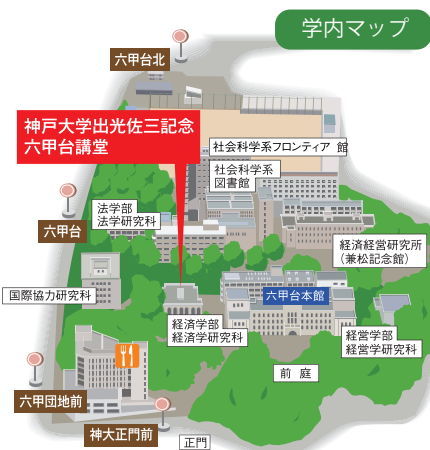 学内マップ
六甲台北
神戸大学出光佐三記念
六甲台講堂
社会科学系フロンティア 館
社会科学系
図書館
法学部
法学研究科
六甲台
経済経営研究所
（兼松記念館）
国際協力研究科
六甲台本館
経済学部
経済学研究科
経営学部
経営学研究科
前 庭
六甲団地前
神大正門前
正門